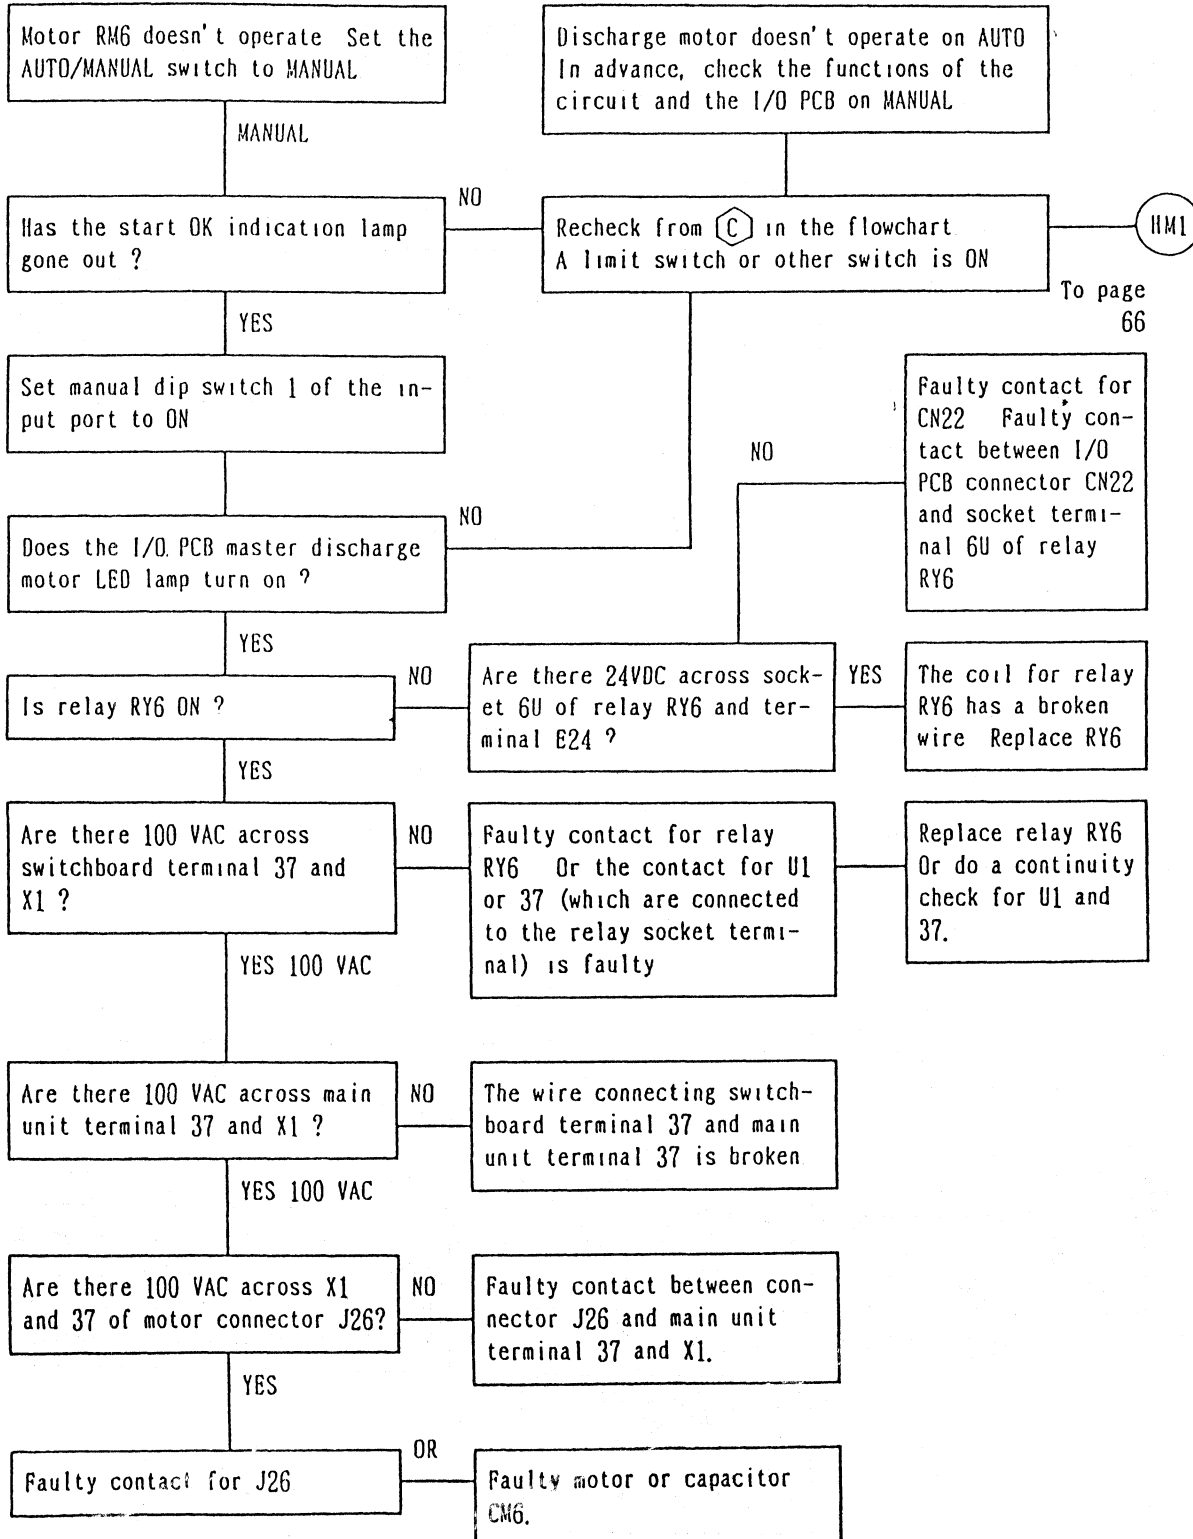 Motor RM6 doesn't operate Set the
AUTO/MANUAL switch to MANUAL
Discharge motor doesn't operate on AUTO
In advance, check the functions of the
circuit and the I/O PCB on MANUAL
MANUAL
Has the start OK indication lamp
gone out ?
NO
Recheck from C in the flowchart
A limit switch or other switch is ON
HM1
To page
66
YES
Set manual dip switch 1 of the in-
put port to ON
Faulty contact for
CN22 Faulty con-
tact between I/O
PCB connector CN22
and socket termi-
nal 6U of relay
RY6
NO
Does the I/O. PCB master discharge
motor LED lamp turn on ?
NO
YES
Is relay RY6 ON ?
NO
Are there 24VDC across sock-
et 6U of relay RY6 and ter-
minal E24 ?
YES
The coil for relay
RY6 has a broken
wire Replace RY6
YES
Are there 100 VAC across
switchboard terminal 37 and
X1 ?
NO
Faulty contact for relay
RY6 Or the contact for U1
or 37 (which are connected
to the relay socket termi-
nal) is faulty
Replace relay RY6
Or do a continuity
check for U1 and
37.
YES 100 VAC
Are there 100 VAC across main
unit terminal 37 and X1 ?
NO
The wire connecting switch-
board terminal 37 and main
unit terminal 37 is broken
YES 100 VAC
Are there 100 VAC across X1
and 37 of motor connector J26?
NO
Faulty contact between con-
nector J26 and main unit
terminal 37 and X1.
YES
Faulty contact for J26
OR
Faulty motor or capacitor
CM6.